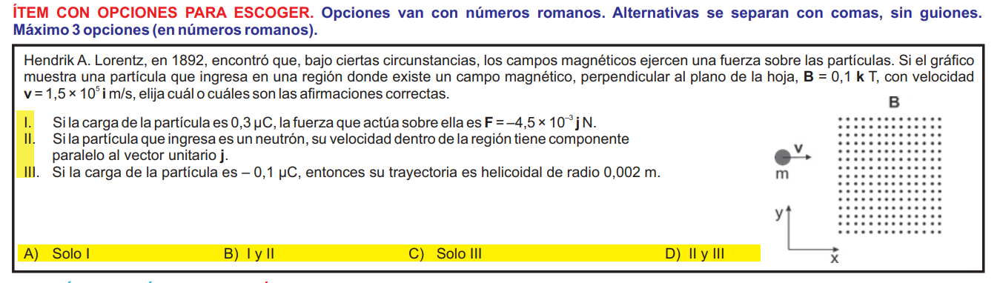 ÍTEM CON OPCIONES PARA ESCOGER. Opciones van con números romanos. Alternativas se separan con comas, sin guiones.
Máximo 3 opciones (en números romanos).
Hendrik A. Lorentz, en 1892, encontró que, bajo ciertas circunstancias, los campos magnéticos ejercen una fuerza sobre las partículas. Si el gráfico
muestra una partícula que ingresa en una región donde existe un campo magnético, perpendicular al plano de la hoja, B = 0,1 k T, con velocidad
v = 1,5 × 10⁵ i m/s, elija cuál o cuáles son las afirmaciones correctas.
I. Si la carga de la partícula es 0,3 µC, la fuerza que actúa sobre ella es F = –4,5 × 10⁻³ j N.
II. Si la partícula que ingresa es un neutrón, su velocidad dentro de la región tiene componente
paralelo al vector unitario j.
III. Si la carga de la partícula es – 0,1 µC, entonces su trayectoria es helicoidal de radio 0,002 m.
B
v
m
y
x
A) Solo I B) I y II C) Solo III D) II y III